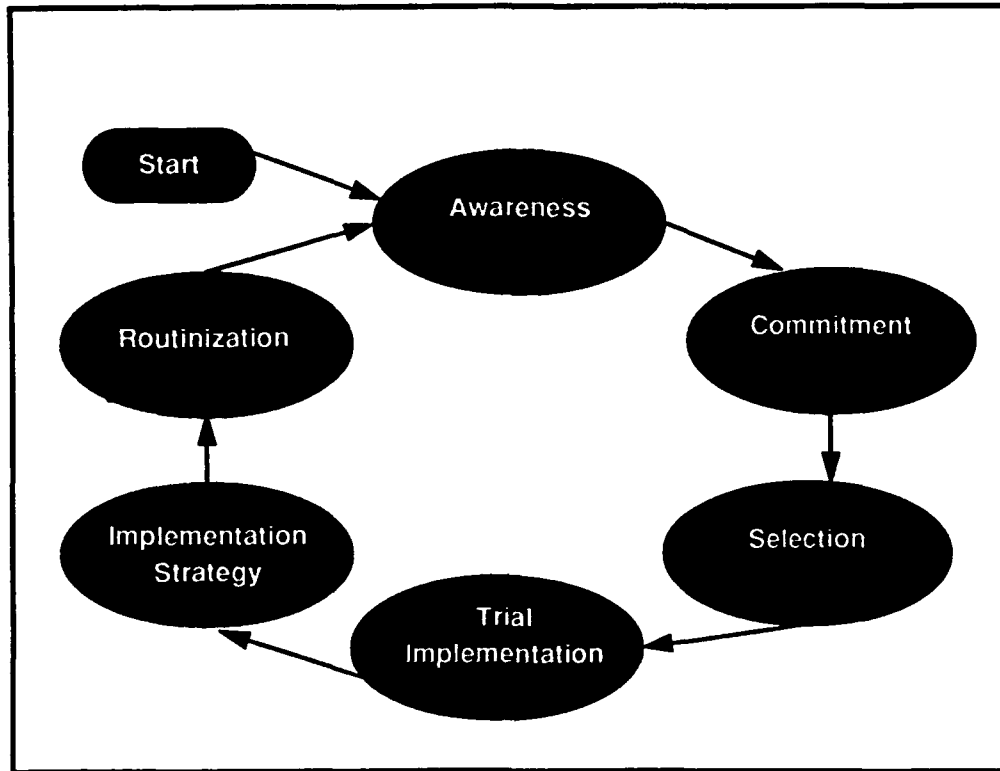 Start
Awareness
Commitment
Selection
Trial
Implementation
Implementation
Strategy
Routinization